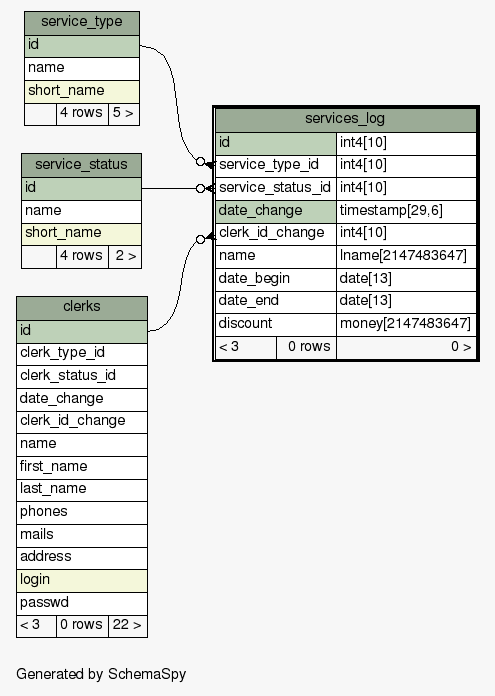 service_type
id
name
short_name
4 rows 5 >
service_status
id
name
short_name
4 rows 2 >
clerks
id
clerk_type_id
clerk_status_id
date_change
clerk_id_change
name
first_name
last_name
phones
mails
address
login
passwd
< 3 0 rows 22 >
services_log
id int4[10]
service_type_id int4[10]
service_status_id int4[10]
date_change timestamp[29,6]
clerk_id_change int4[10]
name lname[2147483647]
date_begin date[13]
date_end date[13]
discount money[2147483647]
< 3 0 rows 0 >
Generated by SchemaSpy